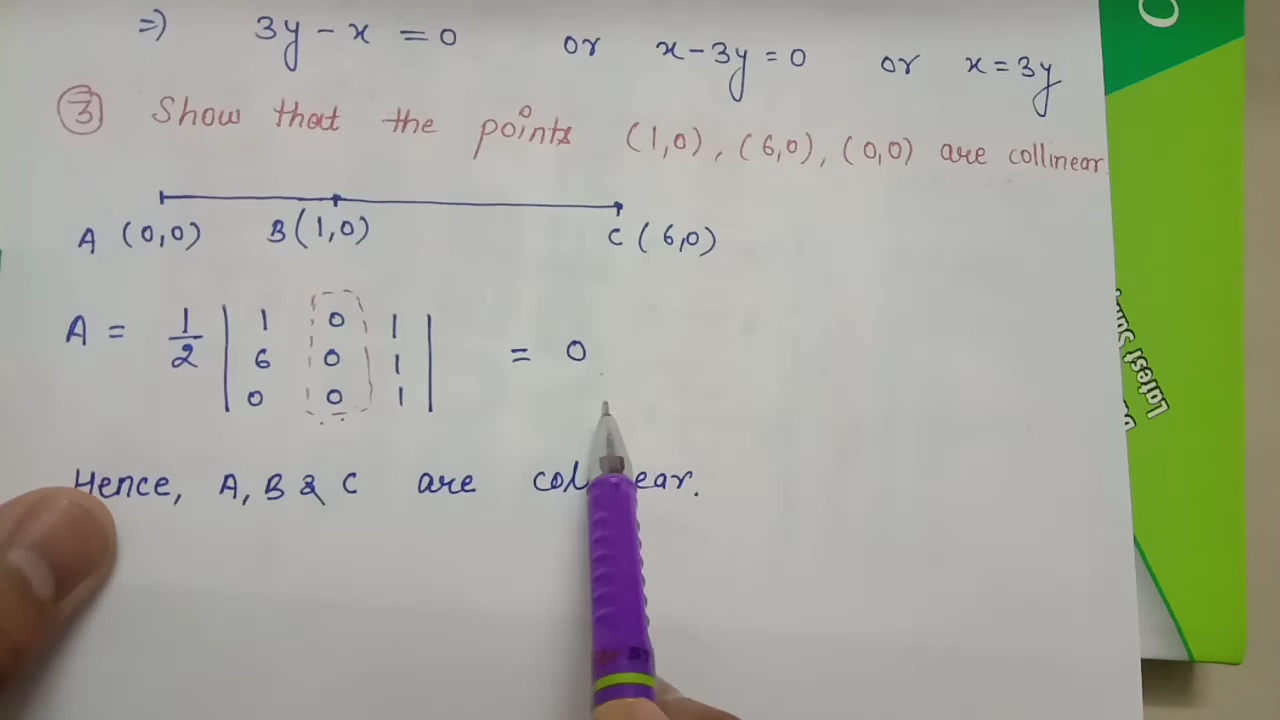 => 3y - x = 0 or x - 3y = 0 or x = 3y
③ Show that the points (1,0), (6,0), (0,0) are collinear.
A (0,0) B(1,0) C (6,0)
A = 1/2 | 1 0 1 | = 0
| 6 0 1 |
| 0 0 1 |
Hence, A, B & C are
Latest